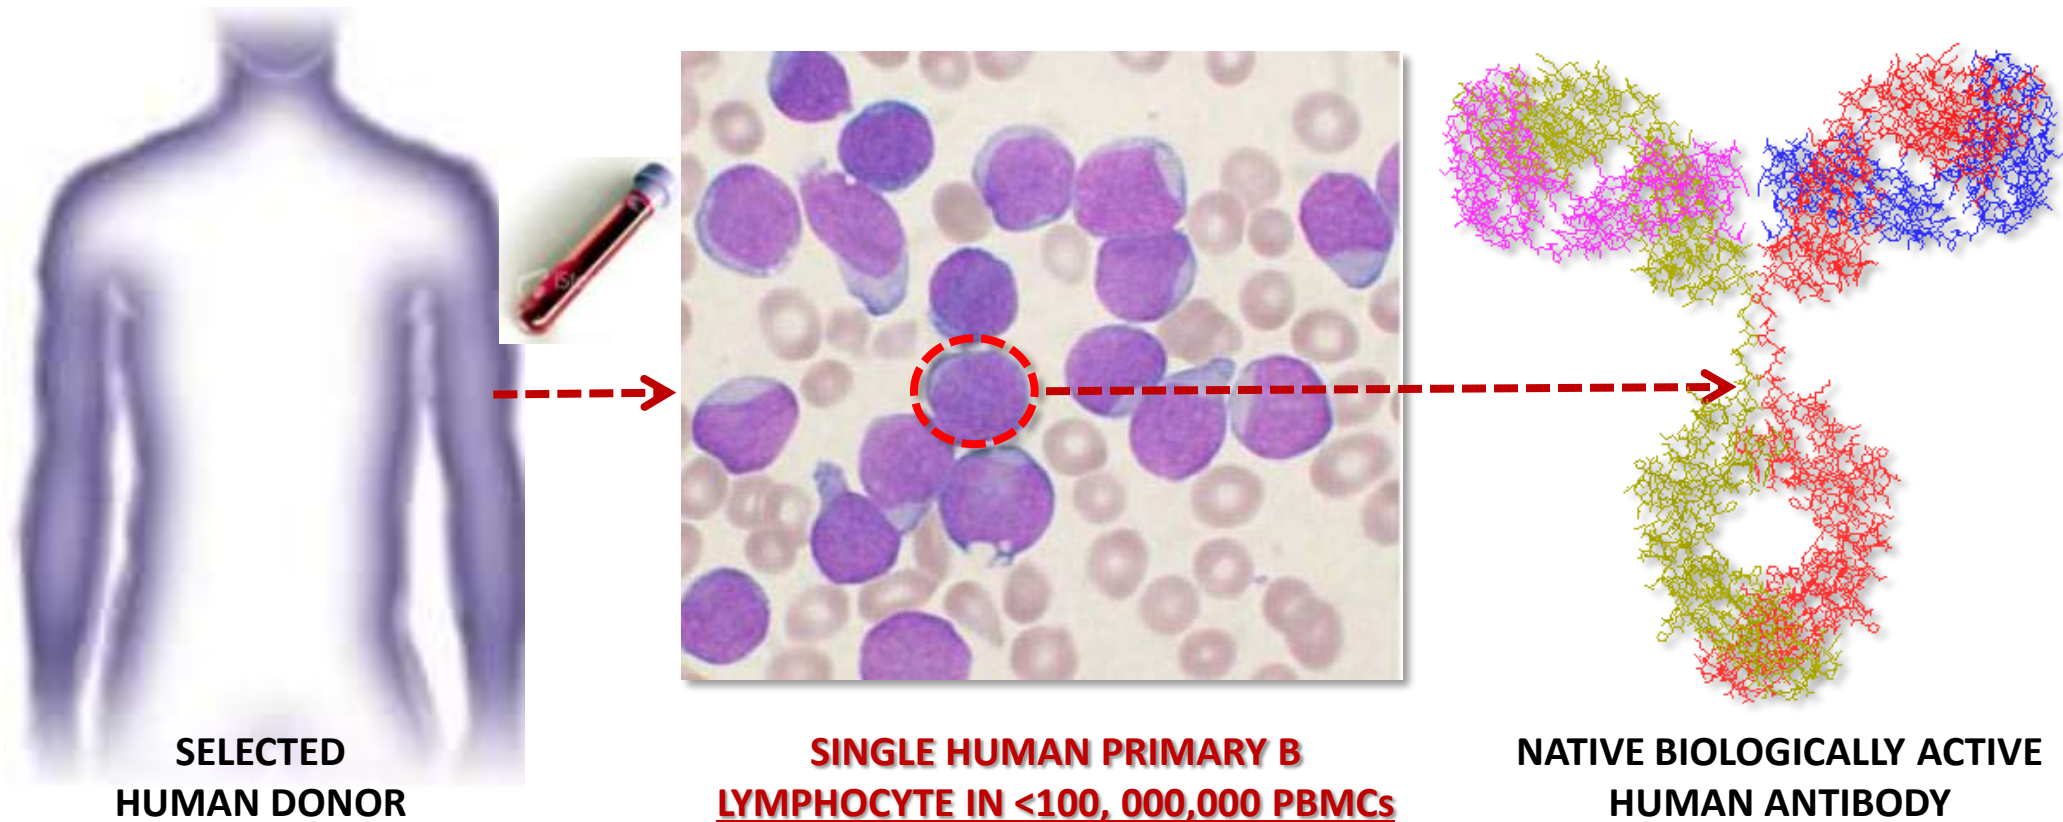 SELECTED
HUMAN DONOR
SINGLE HUMAN PRIMARY B
LYMPHOCYTE IN <100, 000,000 PBMCs
NATIVE BIOLOGICALLY ACTIVE
HUMAN ANTIBODY